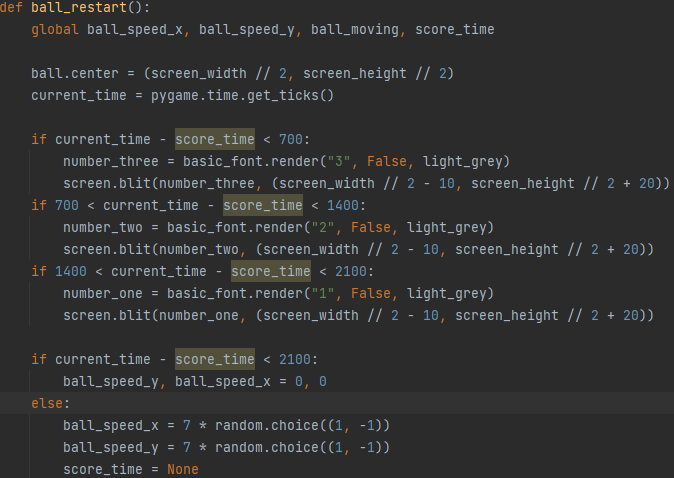 def ball_restart():
    global ball_speed_x, ball_speed_y, ball_moving, score_time

    ball.center = (screen_width // 2, screen_height // 2)
    current_time = pygame.time.get_ticks()

    if current_time - score_time < 700:
        number_three = basic_font.render("3", False, light_grey)
        screen.blit(number_three, (screen_width // 2 - 10, screen_height // 2 + 20))
    if 700 < current_time - score_time < 1400:
        number_two = basic_font.render("2", False, light_grey)
        screen.blit(number_two, (screen_width // 2 - 10, screen_height // 2 + 20))
    if 1400 < current_time - score_time < 2100:
        number_one = basic_font.render("1", False, light_grey)
        screen.blit(number_one, (screen_width // 2 - 10, screen_height // 2 + 20))

    if current_time - score_time < 2100:
        ball_speed_y, ball_speed_x = 0, 0
    else:
        ball_speed_x = 7 * random.choice((1, -1))
        ball_speed_y = 7 * random.choice((1, -1))
        score_time = None